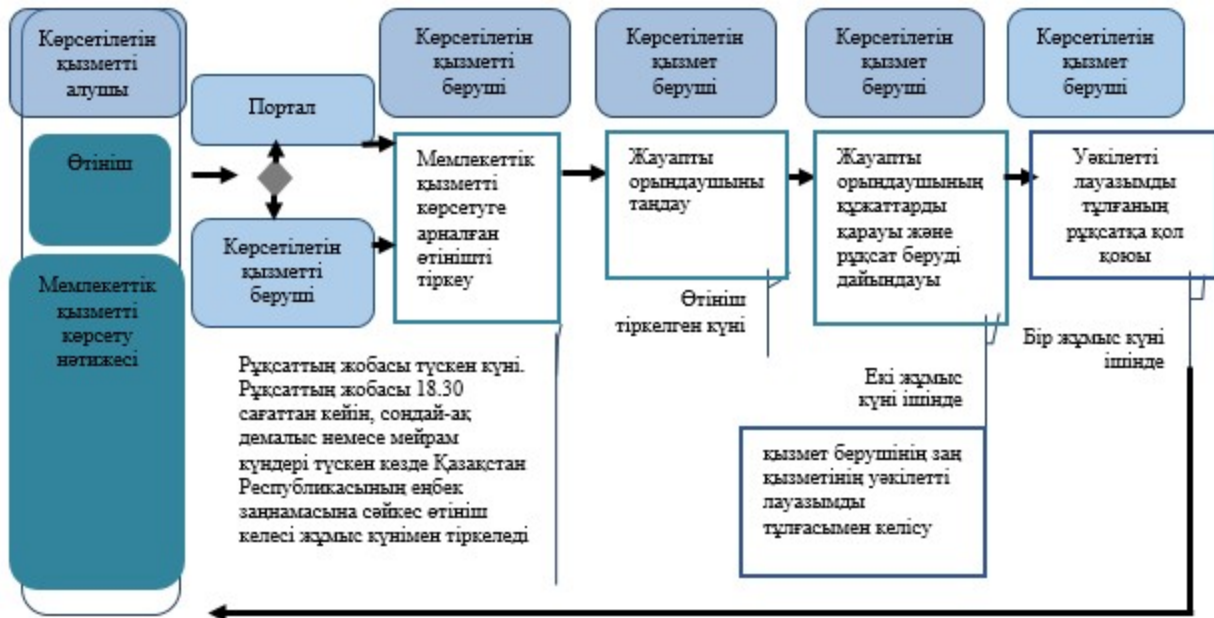 Көрсетілетін
қызметті
алушы
Өтініш
Мемлекеттік
қызметті
көрсету
нәтижесі
Портал
Көрсетілетін
қызметті
беруші
Көрсетілетін
қызметті
беруші
Мемлекеттік
қызметті
көрсетуге
арналған
өтінішті
тіркеу
Рұқсаттың жобасы түскен күні.
Рұқсаттың жобасы 18.30
сағаттан кейін, сондай-ақ
демалыс немесе мейрам
күндері түскен кезде Қазақстан
Республикасының еңбек
заңнамасына сәйкес өтініш
келесі жұмыс күнімен тіркеледі
Көрсетілетін
қызмет
беруші
Жауапты
орындаушыны
таңдау
Өтініш
тіркелген күні
Көрсетілетін
қызмет
беруші
Жауапты
орындаушының
құжаттарды
қарауы және
рұқсат беруді
дайындауы
Екі жұмыс
күні ішінде
қызмет берушінің заң
қызметінің уәкілетті
лауазымды
тұлғасымен келісу
Көрсетілетін
қызмет
беруші
Уәкілетті
лауазымды
тұлғаның
рұқсатқа қол
қоюы
Бір жұмыс күні
ішінде